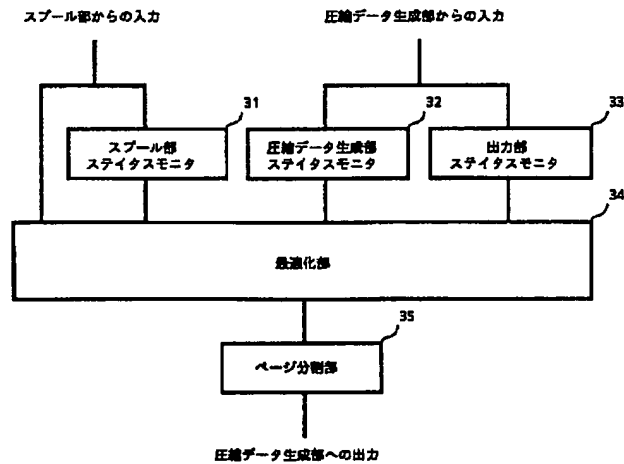 スプール部からの入力
圧縮データ生成部からの入力
31
スプール部
ステイタスモニタ
32
圧縮データ生成部
ステイタスモニタ
33
出力部
ステイタスモニタ
34
最適化部
35
ページ分割部
圧縮データ生成部への出力